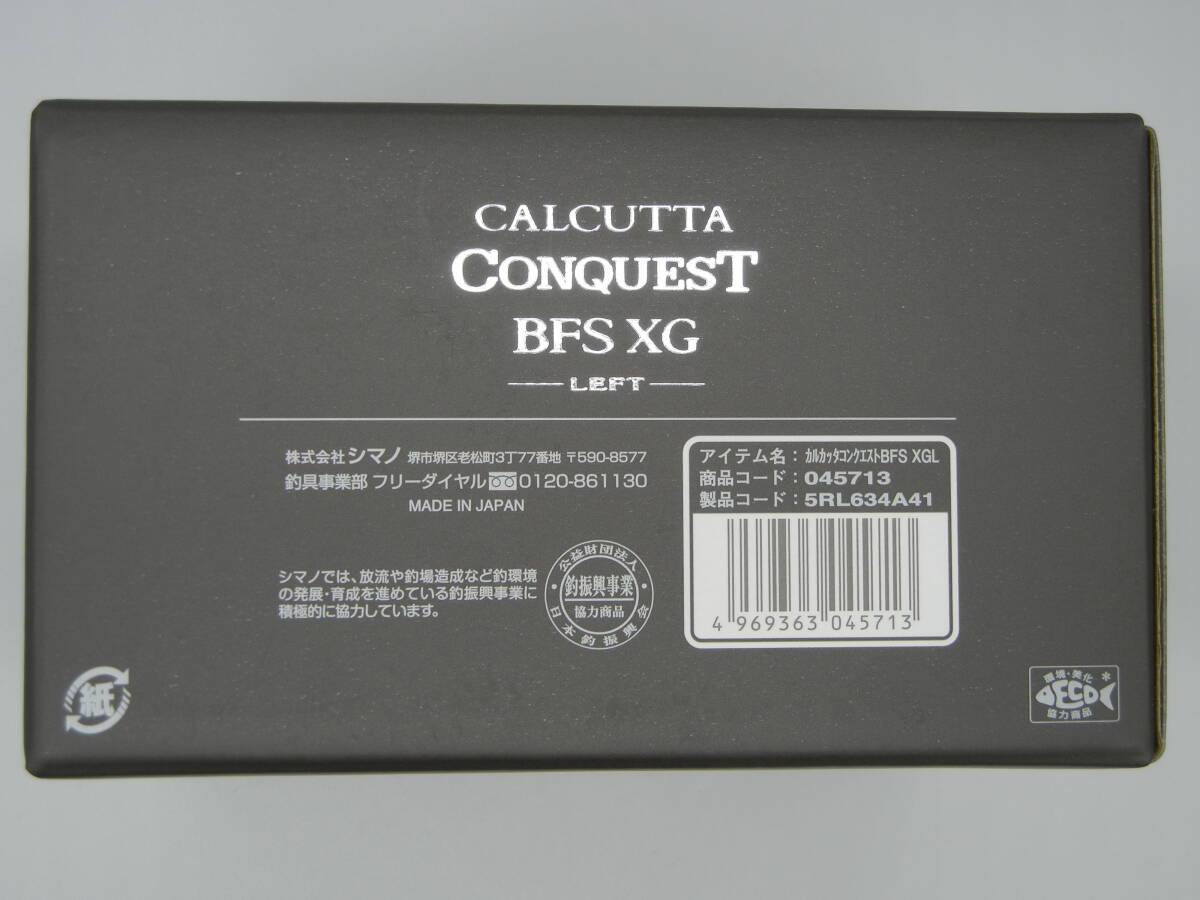 CALCUTTA
CONQUEST
BFS XG
LEFT
株式会社シマノ 堺市堺区老松町3丁77番地 〒590-8577
釣具事業部 フリーダイヤル 0120-861130
MADE IN JAPAN
シマノでは、放流や釣場造成など釣環境
の発展・育成を進めている釣振興事業に
積極的に協力しています。
公益財団法人
釣振興事業
協力商品
日本釣振興会
アイテム名：カルカッタコンクエストBFS XGL
商品コード：045713
製品コード：5RL634A41
4 969363 045713
紙
環境・美化
ECO
協力商品